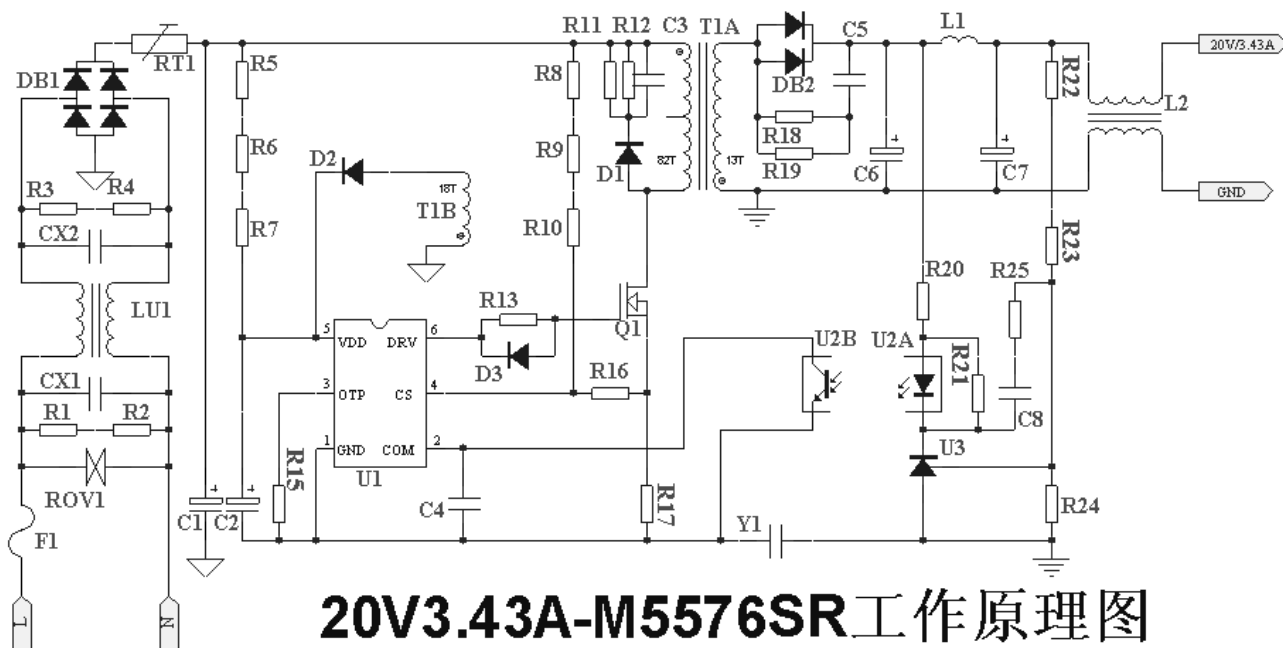 R11
R12
C3
T1A
C5
L1
20V/3.43A
RT1
DB1
R5
R8
DB2
R22
L2
R6
D2
R9
D1
82T
13T
R18
R19
C6
C7
GND
R3
R4
18T
T1B
R7
R10
CX2
R23
R20
R25
LU1
R13
Q1
U2B
U2A
5
VDD
DRV
6
D3
R21
3
OTP
CS
4
R16
CX1
C8
R1
R2
1
GND
COM
2
U3
U1
ROV1
R15
C4
R17
R24
C1
C2
Y1
F1
L
N
20V3.43A-M5576SR工作原理图